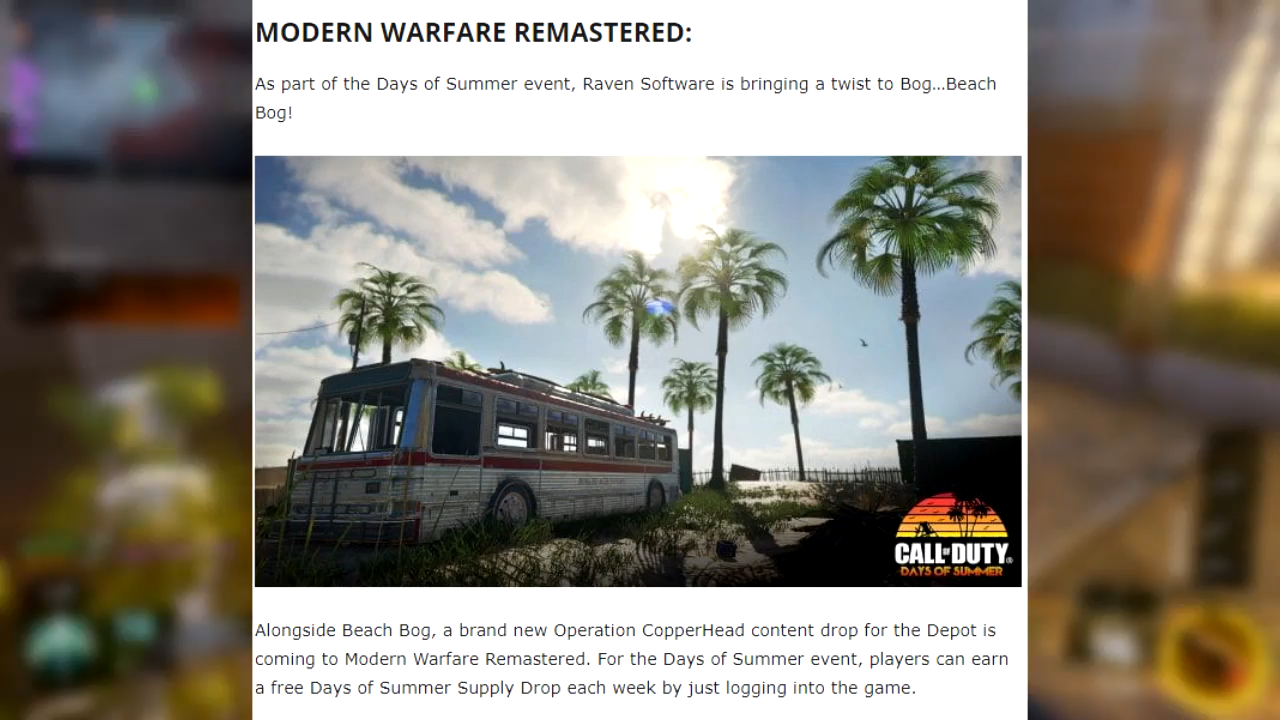 MODERN WARFARE REMASTERED:
As part of the Days of Summer event, Raven Software is bringing a twist to Bog...Beach
Bog!
CALL OF DUTY®
DAYS OF SUMMER
Alongside Beach Bog, a brand new Operation CopperHead content drop for the Depot is
coming to Modern Warfare Remastered. For the Days of Summer event, players can earn
a free Days of Summer Supply Drop each week by just logging into the game.